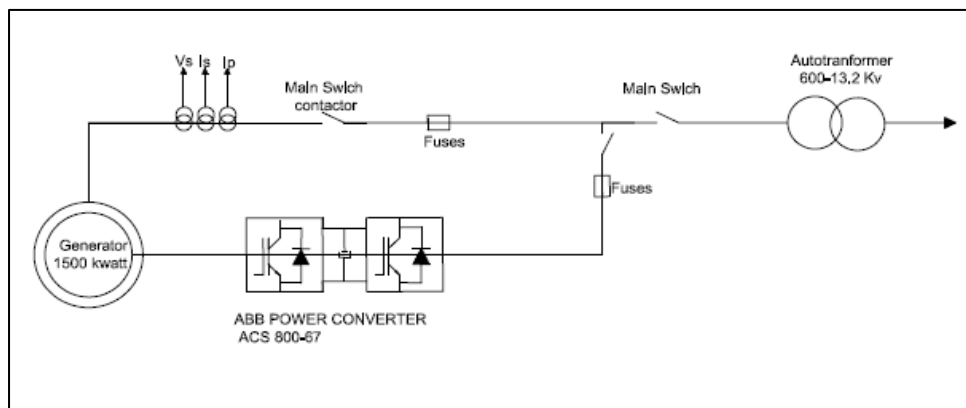 Vs Is Ip
Main Swich
contactor
Fuses
Main Swich
Autotranformer
600-13.2 Kv
Fuses
Generator
1500 kwatt.
ABB POWER CONVERTER
ACS 800-67